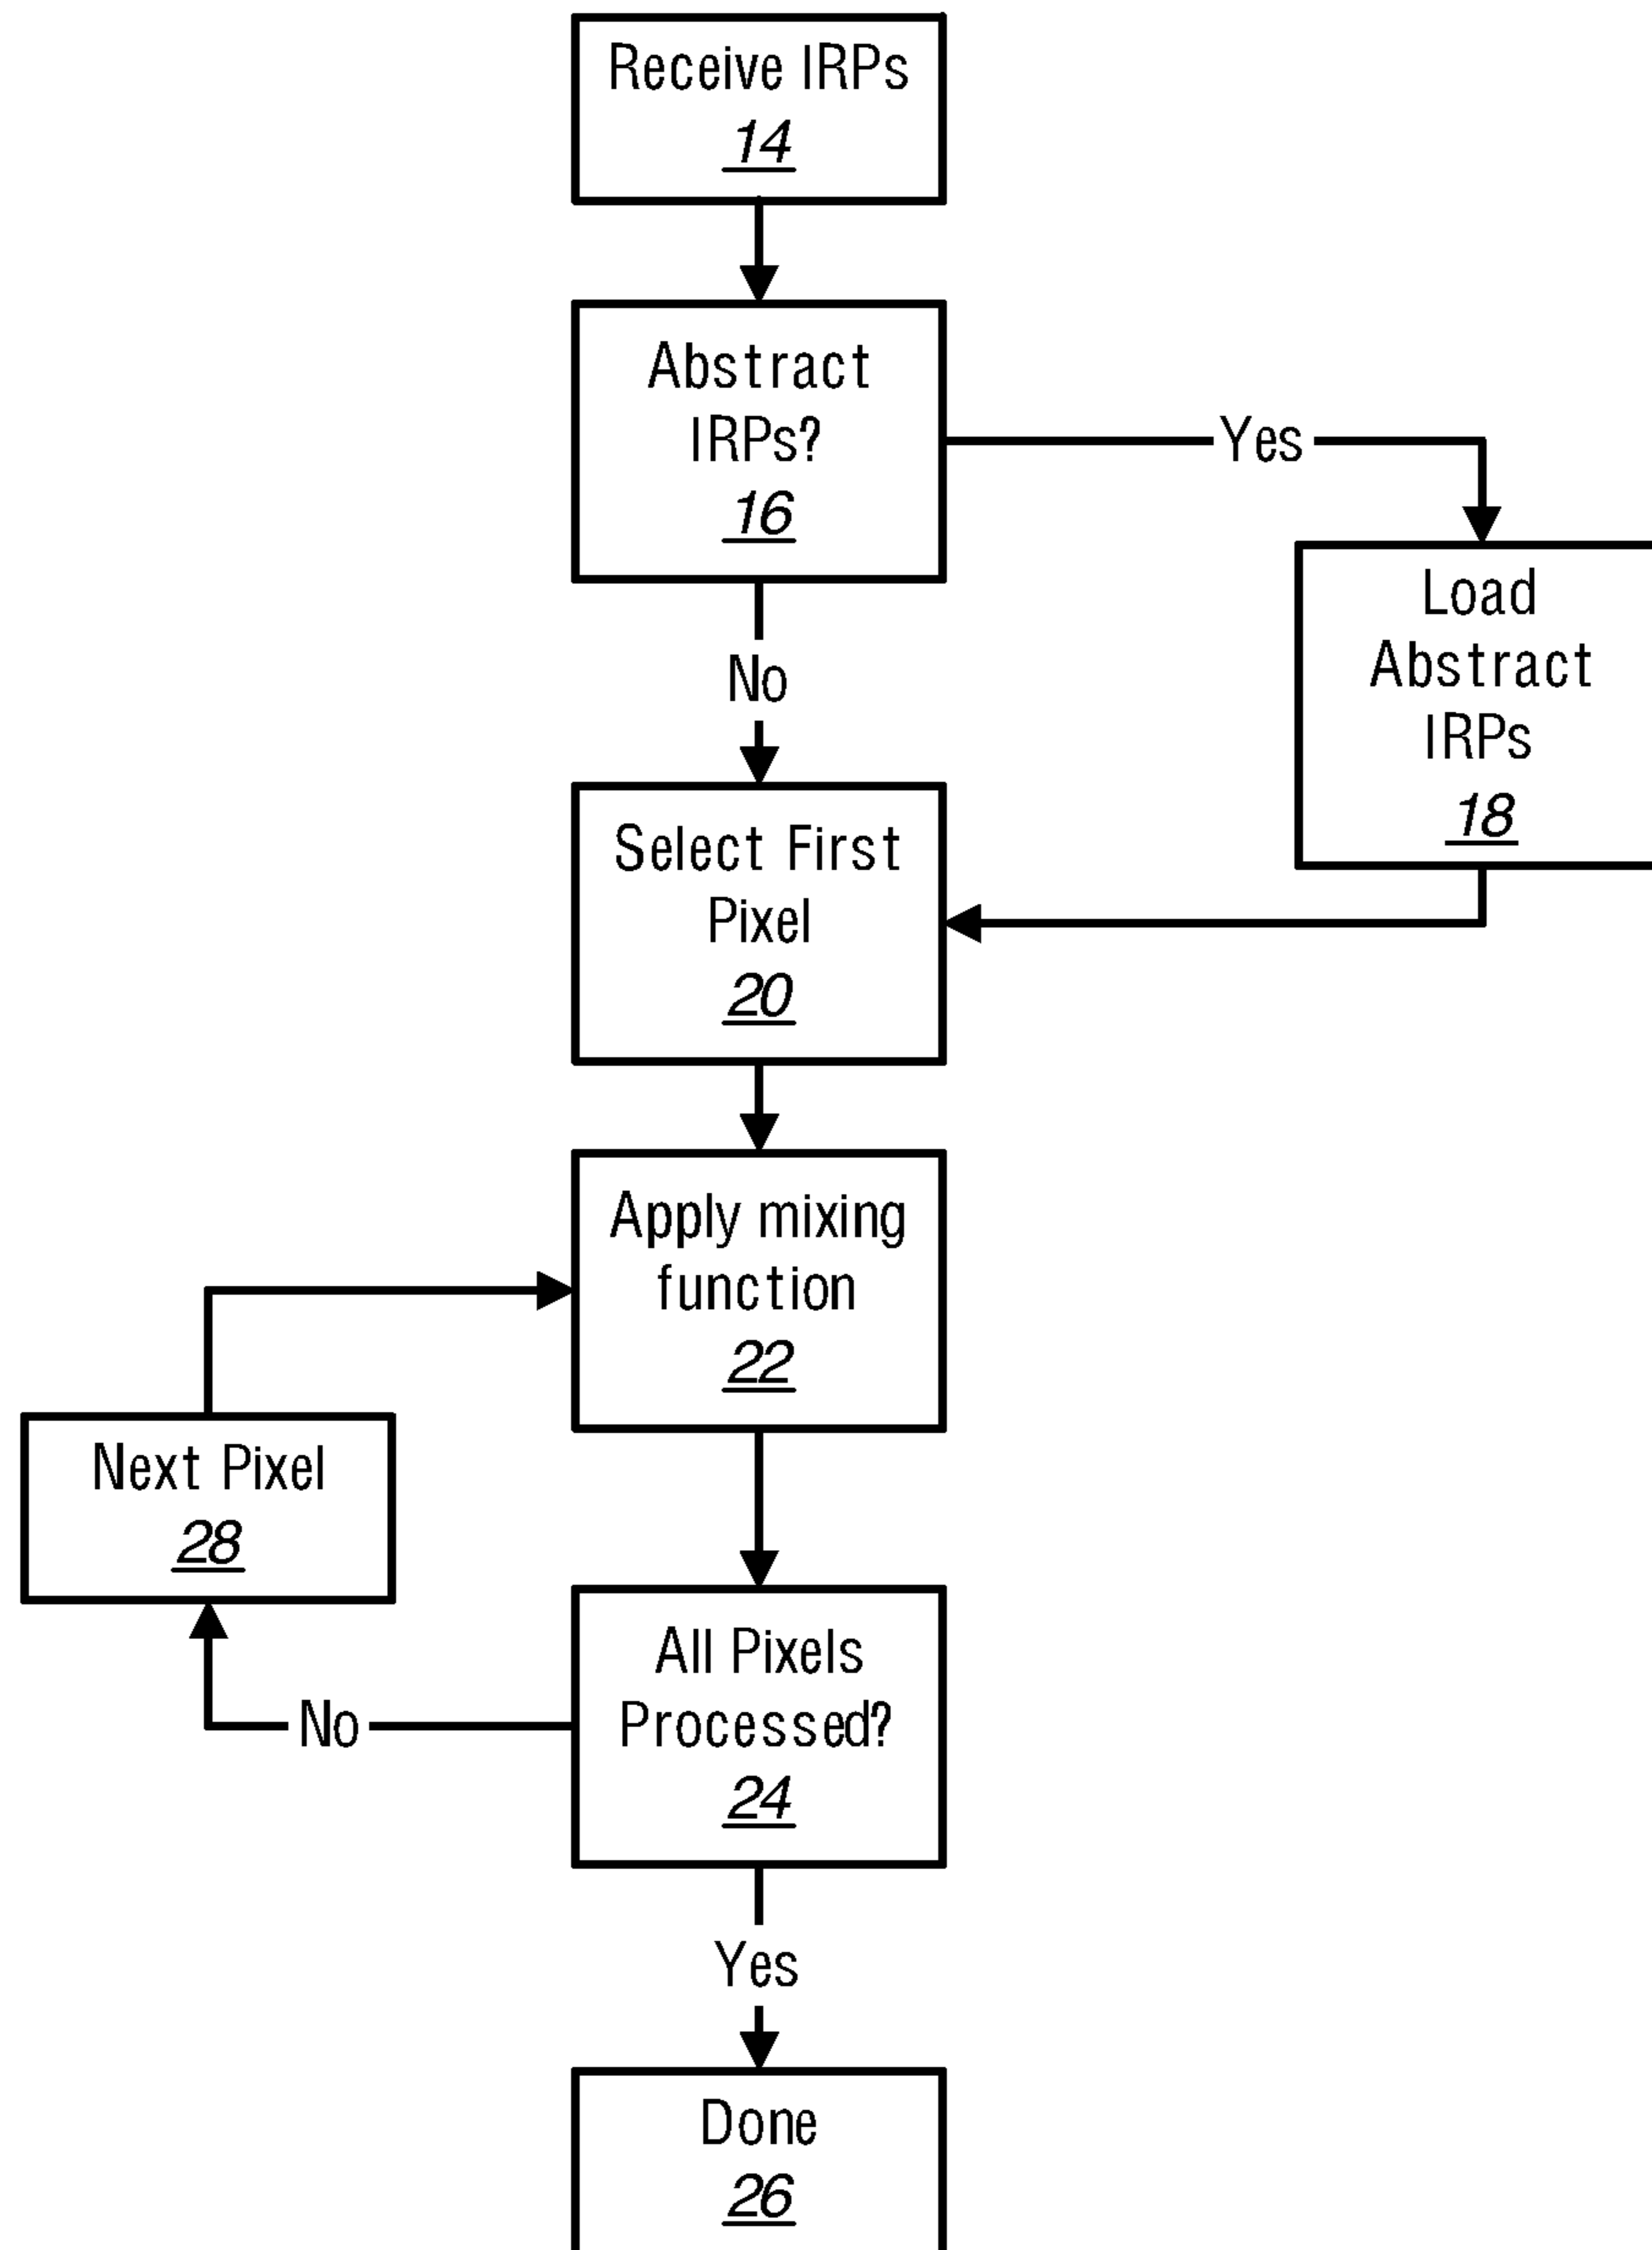 Receive IRPs
14
Abstract
IRPs?
16
Yes
Load
Abstract
IRPs
18
No
Select First
Pixel
20
Apply mixing
function
22
Next Pixel
28
All Pixels
Processed?
24
No
Yes
Done
26